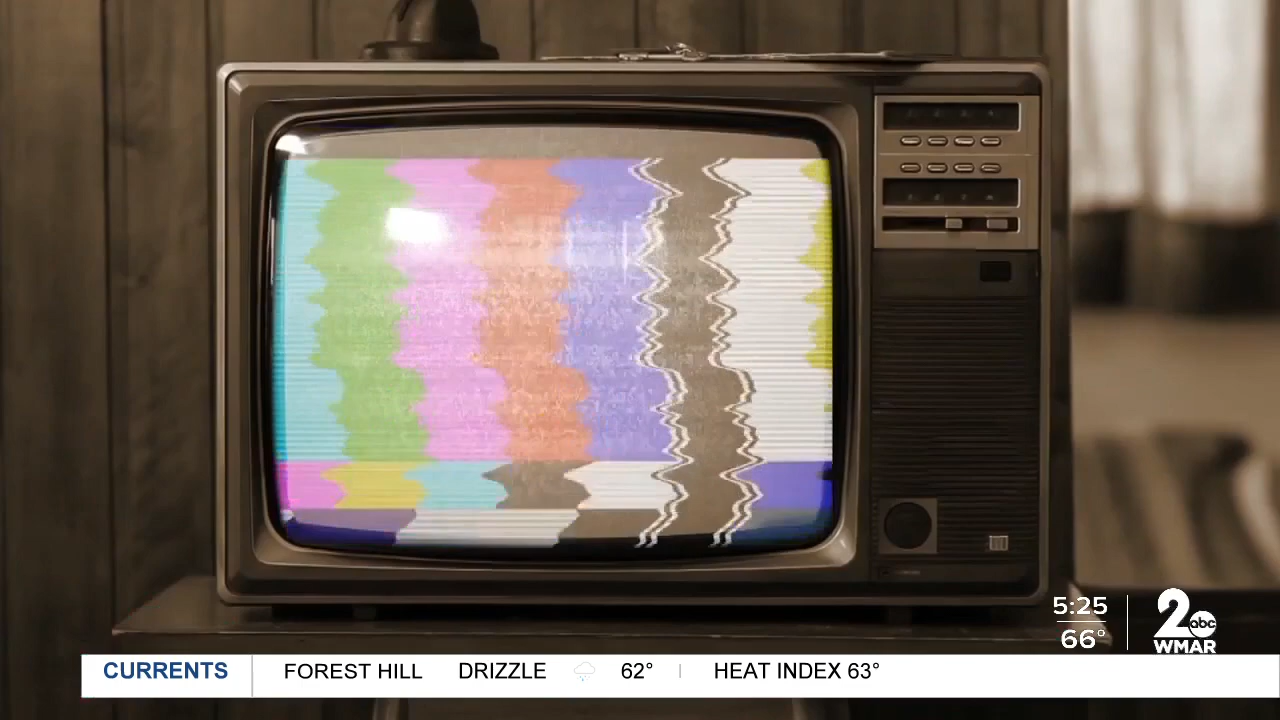 5:25
66°
2 abc
WMAR
CURRENTS FOREST HILL DRIZZLE 62° HEAT INDEX 63°